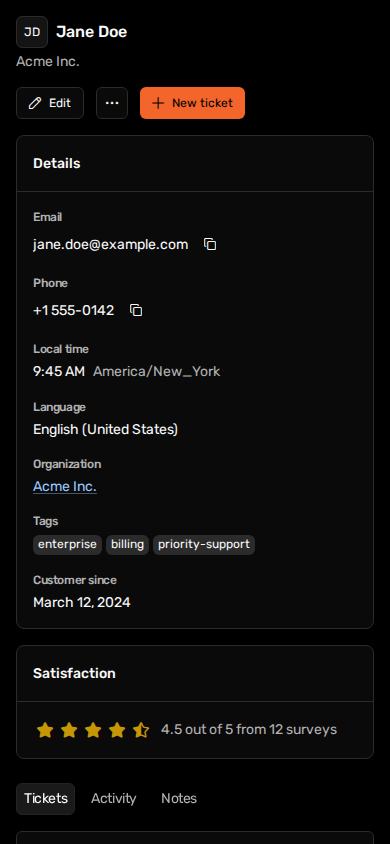 JD Jane Doe
Acme Inc.
Edit ... New ticket
Details
Email
jane.doe@example.com
Phone
+1 555-0142
Local time
9:45 AM America/New_York
Language
English (United States)
Organization
Acme Inc.
Tags
enterprise billing priority-support
Customer since
March 12, 2024
Satisfaction
4.5 out of 5 from 12 surveys
Tickets Activity Notes